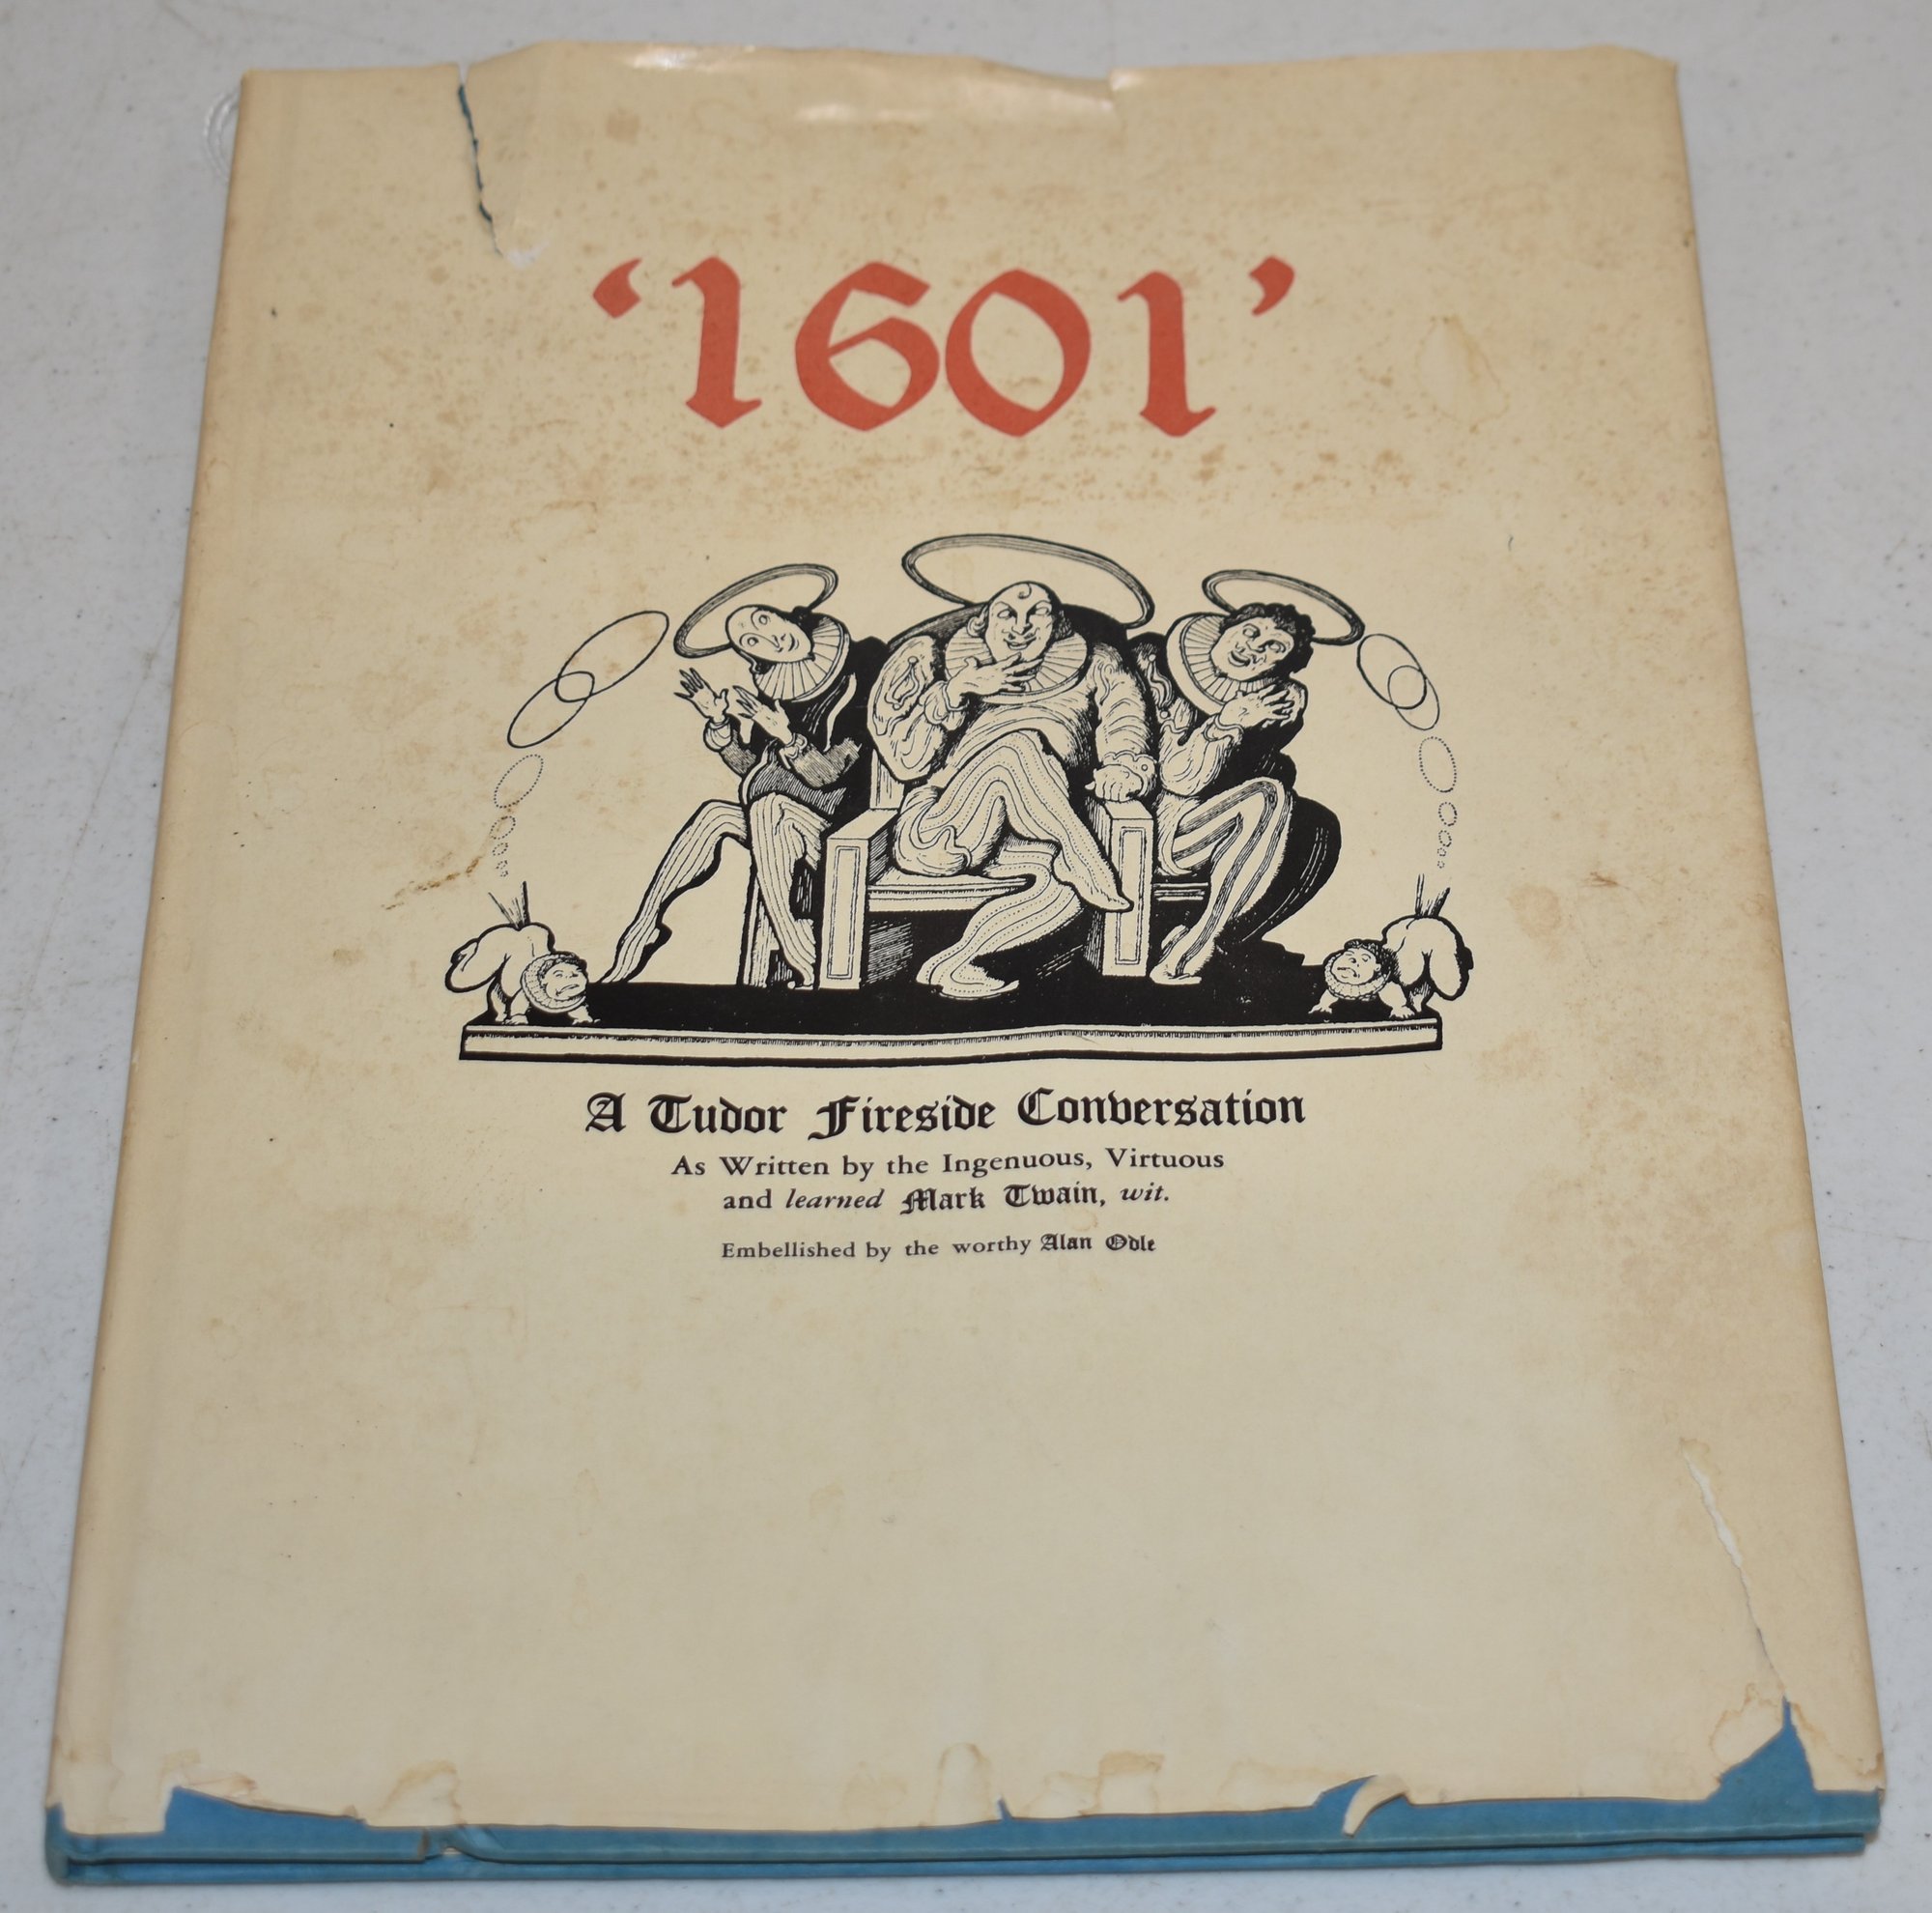 ‘1601’
A Tudor Fireside Conversation
As Written by the Ingenuous, Virtuous
and learned Mark Twain, wit.
Embellished by the worthy Alan Odle